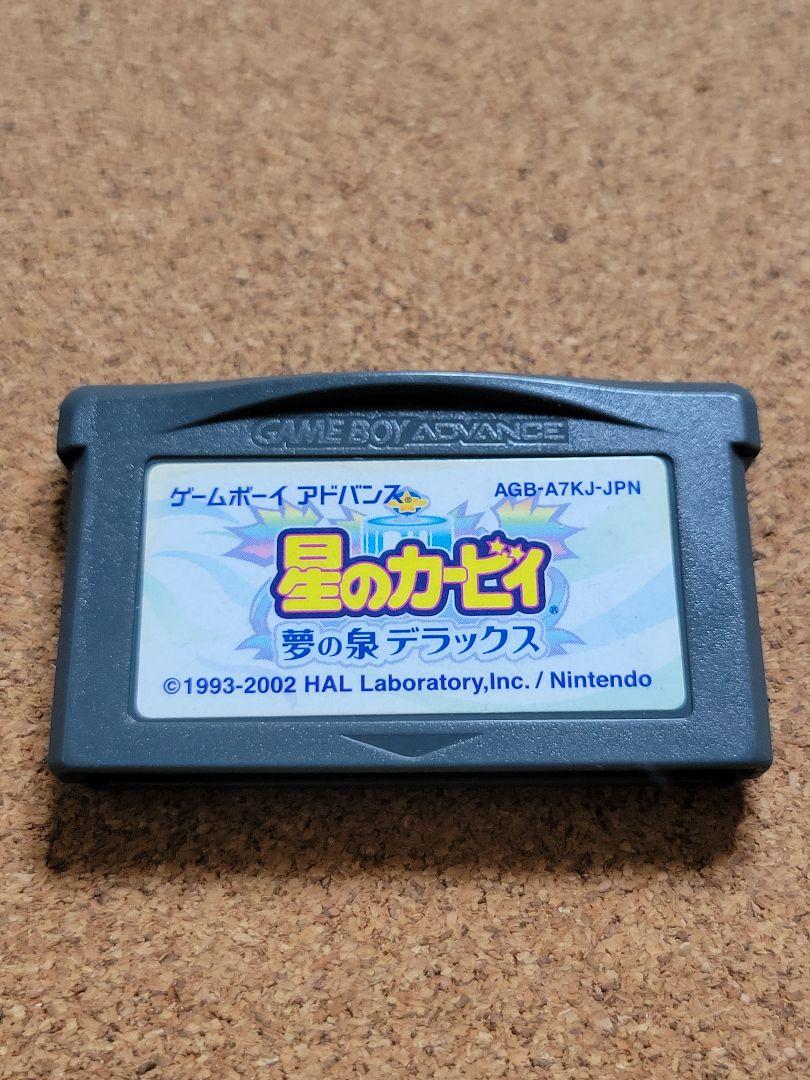 GAME BOY ADVANCE
ゲームボーイ アドバンス® AGB-A7KJ-JPN
星のカービィ®
夢の泉 デラックス
©1993-2002 HAL Laboratory,Inc. / Nintendo